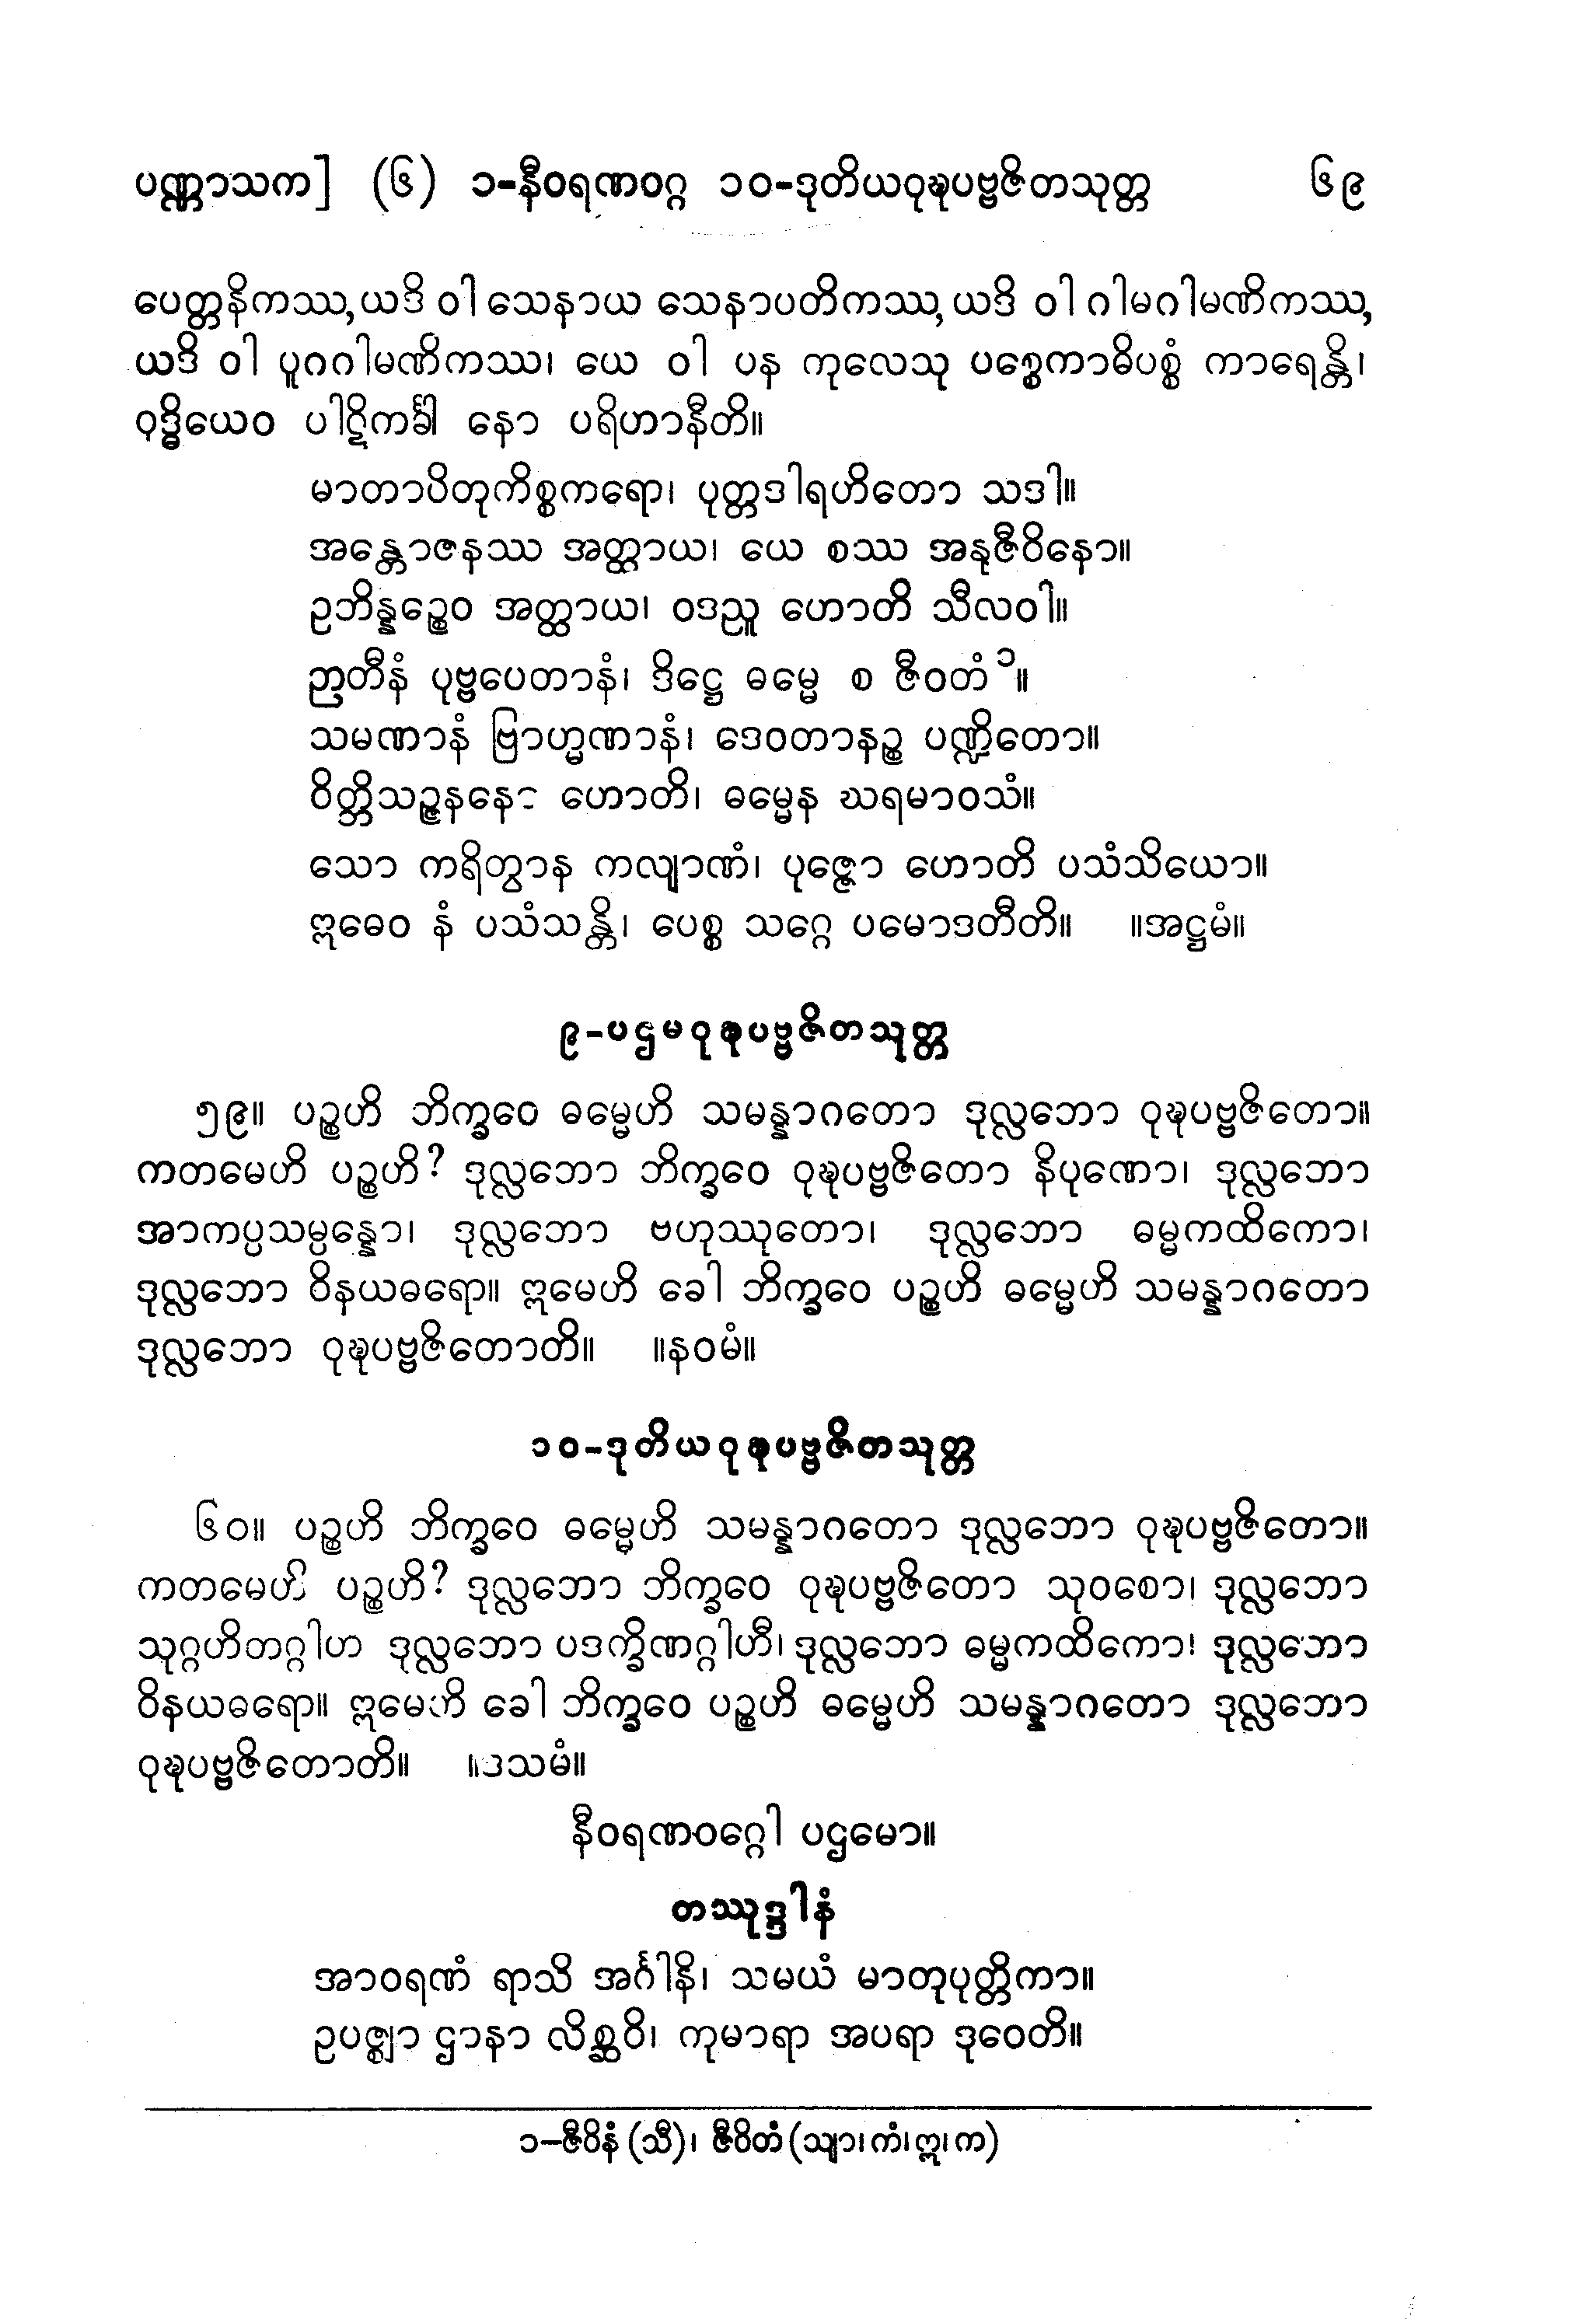 ပဏ္ဏာသက] (၆) ၁-နီဝရဏဝဂ္ဂ ၁၀-ဒုတိယဝုဍ္ဎပဗ္ဗဇိတသုတ္တ ၆၉
ပေတ္တနိကဿ, ယဒိ ဝါ သေနာယ သေနာပတိကဿ, ယဒိ ဝါ ဂါမဂါမဏိကဿ,
ယဒိ ဝါ ပူဂဂါမဏိကဿ၊ ယေ ဝါ ပန ကုလေသု ပစ္စေကာဓိပစ္စံ ကာရေန္တိ၊
ဝုဒ္ဓိယေဝ ပါဋိကင်္ခါ နော ပရိဟာနီတိ။
မာတာပိတုကိစ္စကရော၊ ပုတ္တဒါရဟိတော သဒါ။
အန္တောဇနဿ အတ္ထာယ၊ ယေ စဿ အနုဇီဝိနော။
ဥဘိန္နဉ္စေဝ အတ္ထာယ၊ ဝဒညူ ဟောတိ သီလဝါ။
ဉာတီနံ ပုဗ္ဗပေတာနံ၊ ဒိဋ္ဌေ ဓမ္မေ စ ဇီဝတံ ၁။
သမဏာနံ ဗြာဟ္မဏာနံ၊ ဒေဝတာနဉ္စ ပဏ္ဍိတော။
ဝိတ္တိသဉ္ဇနနော ဟောတိ၊ ဓမ္မေန ဃရမာဝသံ။
သော ကရိတွာန ကလျာဏံ၊ ပုဇ္ဇော ဟောတိ ပသံသိယော။
ဣဓေဝ နံ ပသံသန္တိ၊ ပေစ္စ သဂ္ဂေ ပမောဒတီတိ။ ။အဋ္ဌမံ။
၉-ပဌမဝုဍ္ဎပဗ္ဗဇိတသုတ္တ
၅၉။ ပဉ္စဟိ ဘိက္ခဝေ ဓမ္မေဟိ သမန္နာဂတော ဒုလ္လဘော ဝုဍ္ဎပဗ္ဗဇိတော။
ကတမေဟိ ပဉ္စဟိ? ဒုလ္လဘော ဘိက္ခဝေ ဝုဍ္ဎပဗ္ဗဇိတော နိပုဏော၊ ဒုလ္လဘော
အာကပ္ပသမ္ပန္နော၊ ဒုလ္လဘော ဗဟုဿုတော၊ ဒုလ္လဘော ဓမ္မကထိကော၊
ဒုလ္လဘော ဝိနယဓရော။ ဣမေဟိ ခေါ ဘိက္ခဝေ ပဉ္စဟိ ဓမ္မေဟိ သမန္နာဂတော
ဒုလ္လဘော ဝုဍ္ဎပဗ္ဗဇိတောတိ။ ။နဝမံ။
၁၀-ဒုတိယဝုဍ္ဎပဗ္ဗဇိတသုတ္တ
၆၀။ ပဉ္စဟိ ဘိက္ခဝေ ဓမ္မေဟိ သမန္နာဂတော ဒုလ္လဘော ဝုဍ္ဎပဗ္ဗဇိတော။
ကတမေဟိ ပဉ္စဟိ? ဒုလ္လဘော ဘိက္ခဝေ ဝုဍ္ဎပဗ္ဗဇိတော သုဝစော၊ ဒုလ္လဘော
သုဂ္ဂဟိတဂ္ဂါဟ ဒုလ္လဘော ပဒက္ခိဏဂ္ဂါဟီ၊ ဒုလ္လဘော ဓမ္မကထိကော၊ ဒုလ္လဘော
ဝိနယဓရော။ ဣမေဟိ ခေါ ဘိက္ခဝေ ပဉ္စဟိ ဓမ္မေဟိ သမန္နာဂတော ဒုလ္လဘော
ဝုဍ္ဎပဗ္ဗဇိတောတိ။ ။ဒသမံ။
နီဝရဏဝဂ္ဂေါ ပဌမော။
တဿုဒ္ဒါနံ
အာဝရဏံ ရာသိ အင်္ဂါနိ၊ သမယံ မာတုပုတ္တိကာ။
ဥပဇ္ဈာ ဌာနာ လိစ္ဆဝိ၊ ကုမာရာ အပရာ ဒုဝေတိ။
၁-ဇီဝိနံ (သီ)၊ ဇီဝိတံ (သျာ၊ ကံ၊ ဣ၊ က)